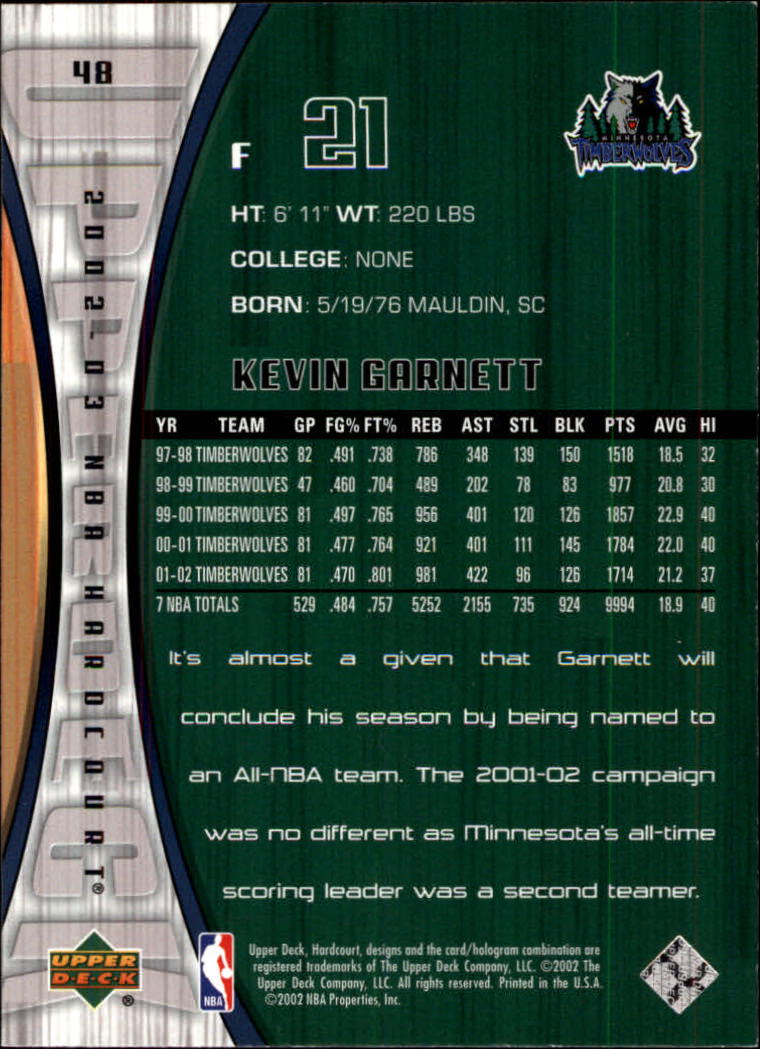 48
2002-03 NBA HARDCOURT®
F 21
MINNESOTA
TIMBERWOLVES
HT: 6' 11" WT: 220 LBS
COLLEGE: NONE
BORN: 5/19/76 MAULDIN, SC
KEVIN GARNETT
YR TEAM GP FG% FT% REB AST STL BLK PTS AVG HI
97-98 TIMBERWOLVES 82 .491 .738 786 348 139 150 1518 18.5 32
98-99 TIMBERWOLVES 47 .460 .704 489 202 78 83 977 20.8 30
99-00 TIMBERWOLVES 81 .497 .765 956 401 120 126 1857 22.9 40
00-01 TIMBERWOLVES 81 .477 .764 921 401 111 145 1784 22.0 40
01-02 TIMBERWOLVES 81 .470 .801 981 422 96 126 1714 21.2 37
7 NBA TOTALS 529 .484 .757 5252 2155 735 924 9994 18.9 40
It's almost a given that Garnett will
conclude his season by being named to
an All-NBA team. The 2001-02 campaign
was no different as Minnesota's all-time
scoring leader was a second teamer.
UPPER
D·E·C·K
®
NBA
Upper Deck, Hardcourt, designs and the card/hologram combination are
registered trademarks of The Upper Deck Company, LLC. ©2002 The
Upper Deck Company, LLC. All rights reserved. Printed in the U.S.A.
©2002 NBA Properties, Inc.